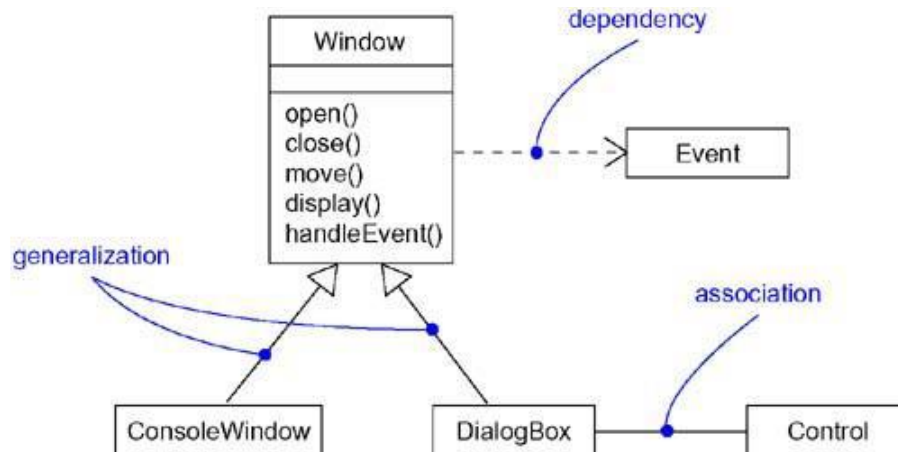 dependency
Window
open()
close()
move()
display()
handleEvent()
Event
generalization
association
ConsoleWindow
DialogBox
Control